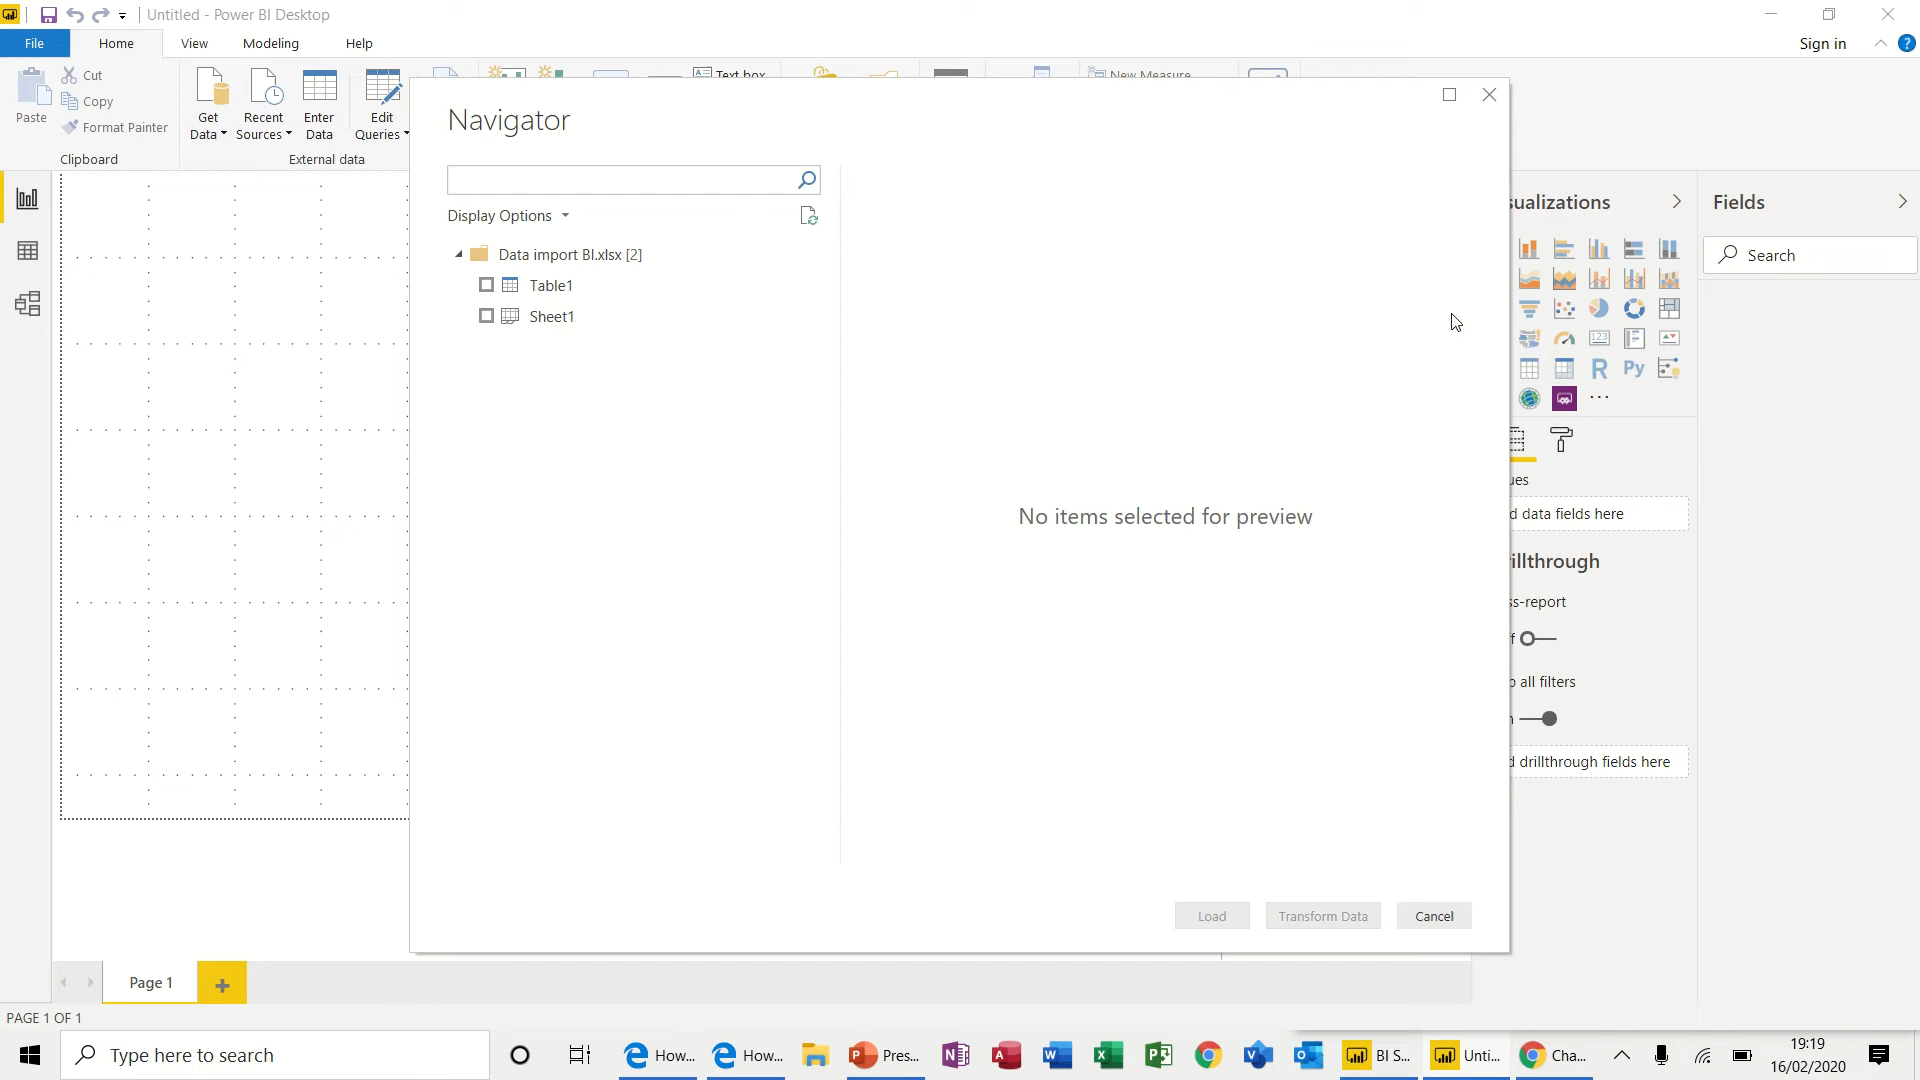 Untitled - Power BI Desktop
File Home View Modeling Help Sign in
Paste
Cut
Copy
Format Painter
Clipboard
Get Data
Recent Sources
Enter Data
Edit Queries
External data
Text box
New Measure
Navigator
Display Options
Data import BI.xlsx [2]
Table1
Sheet1
No items selected for preview
Load Transform Data Cancel
sualizations
R Py
123
ues
d data fields here
illthrough
ss-report
all filters
d drillthrough fields here
Fields
Search
Page 1
PAGE 1 OF 1
Type here to search
How...
How...
Pres...
BI S...
Unti...
Cha...
19:19
16/02/2020